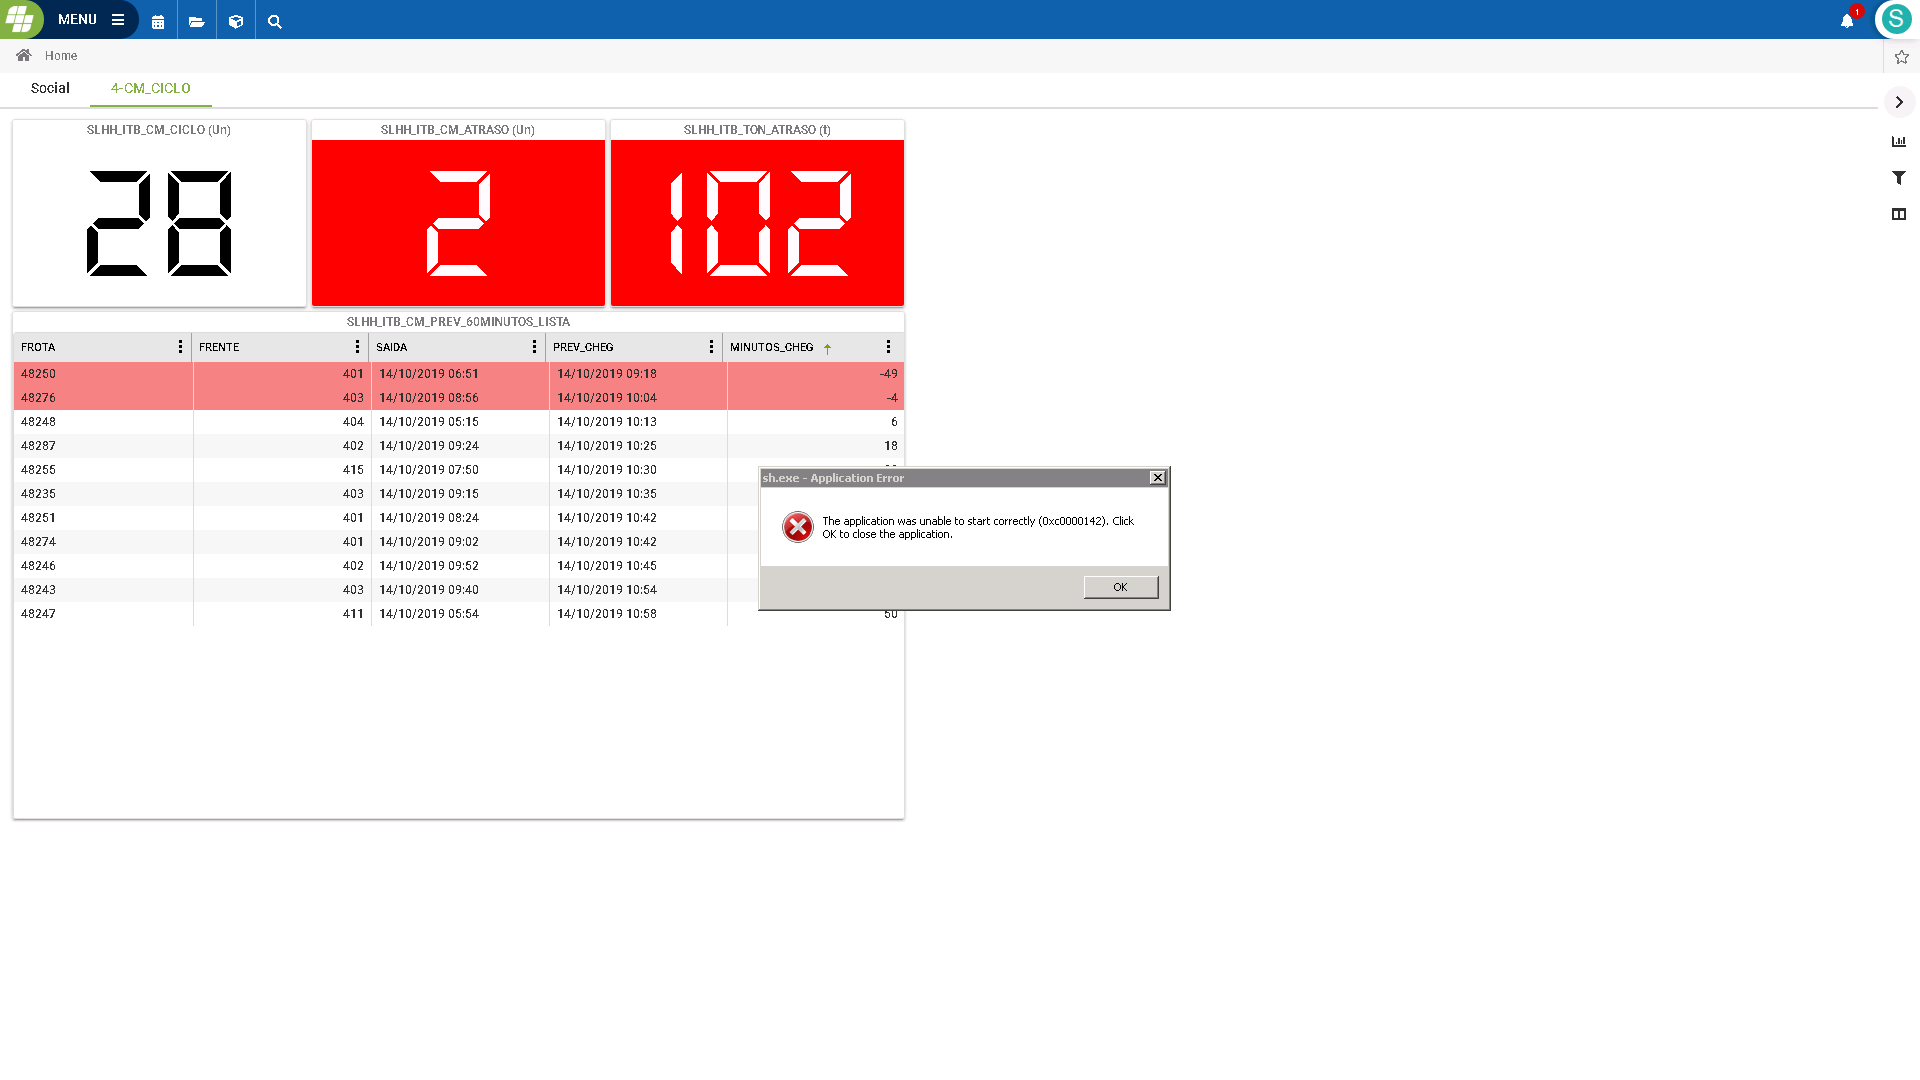 MENU
1
S
Home
Social
4-CM_CICLO
SLHH_ITB_CM_CICLO (Un)
SLHH_ITB_CM_ATRASO (Un)
SLHH_ITB_TON_ATRASO (t)
28
2
102
SLHH_ITB_CM_PREV_60MINUTOS_LISTA
FROTA FRENTE SAIDA PREV_CHEG MINUTOS_CHEG
48250 401 14/10/2019 06:51 14/10/2019 09:18 -49
48276 403 14/10/2019 08:56 14/10/2019 10:04 -4
48248 404 14/10/2019 05:15 14/10/2019 10:13 6
48287 402 14/10/2019 09:24 14/10/2019 10:25 18
48255 415 14/10/2019 07:50 14/10/2019 10:30
48235 403 14/10/2019 09:15 14/10/2019 10:35
48251 401 14/10/2019 08:24 14/10/2019 10:42
48274 401 14/10/2019 09:02 14/10/2019 10:42
48246 402 14/10/2019 09:52 14/10/2019 10:45
48243 403 14/10/2019 09:40 14/10/2019 10:54
48247 411 14/10/2019 05:54 14/10/2019 10:58 50
sh.exe - Application Error
The application was unable to start correctly (0xc0000142). Click
OK to close the application.
OK